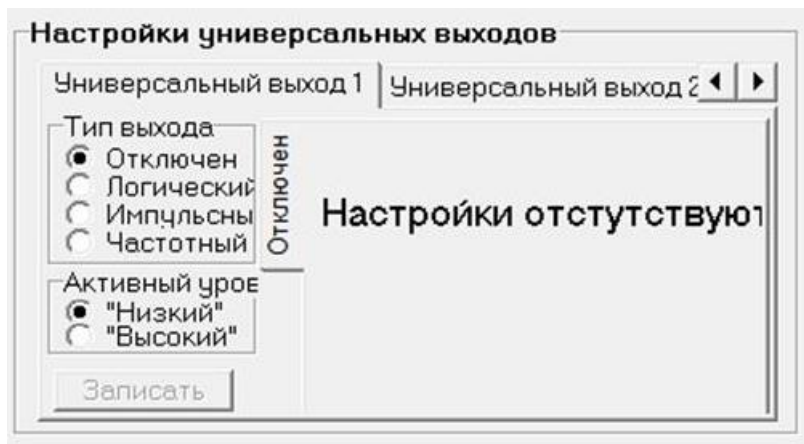 Настройки универсальных выходов
Универсальный выход 1
Универсальный выход 2
Тип выхода
Отключен
Логический
Импульсны
Частотный
Отключен
Настройки отстутствуют
Активный уров
"Низкий"
"Высокий"
Записать